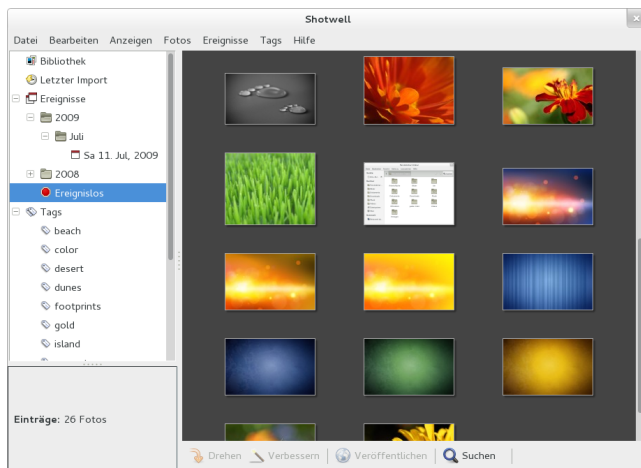 Shotwell
Datei Bearbeiten Anzeigen Fotos Ereignisse Tags Hilfe
Bibliothek
Letzter Import
Ereignisse
2009
Juli
Sa 11. Jul, 2009
2008
Ereignislos
Tags
beach
color
desert
dunes
footprints
gold
island
Einträge: 26 Fotos
Drehen Verbessern Veröffentlichen Suchen